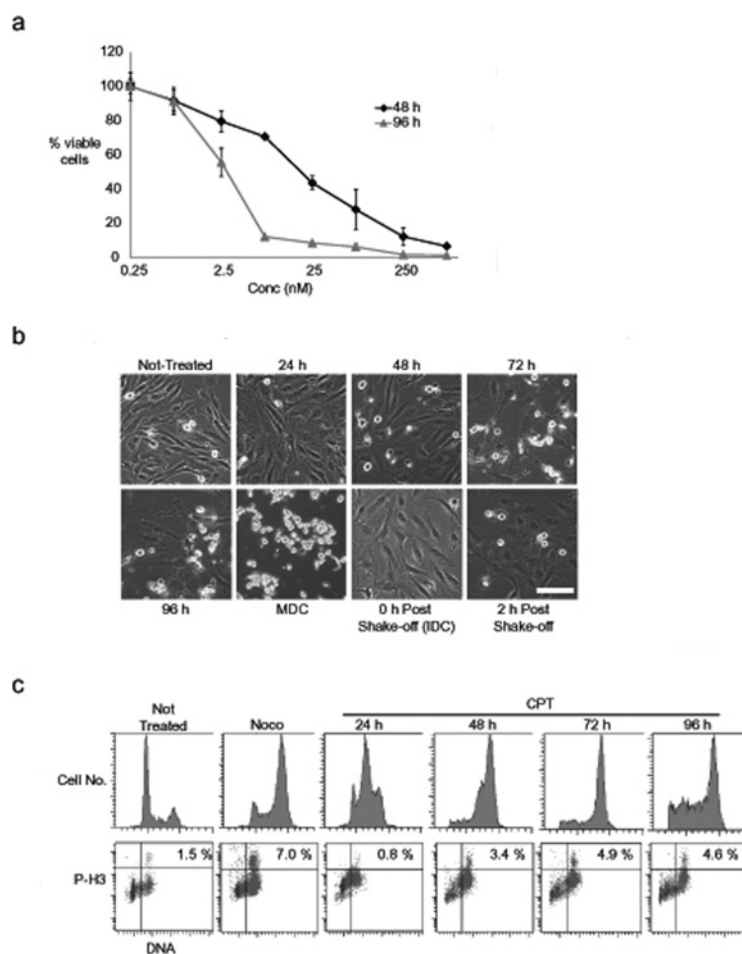 a
120
100
80
60
40
20
0
% viable
cells
48 h
96 h
0.25 2.5 25 250
Conc (nM)
b
Not-Treated 24 h 48 h 72 h
96 h MDC 0 h Post 2 h Post
Shake-off (IDC) Shake-off
c
CPT
Not
Treated Noco 24 h 48 h 72 h 96 h
Cell No.
1.5 % 7.0 % 0.8 % 3.4 % 4.9 % 4.6 %
P-H3
DNA